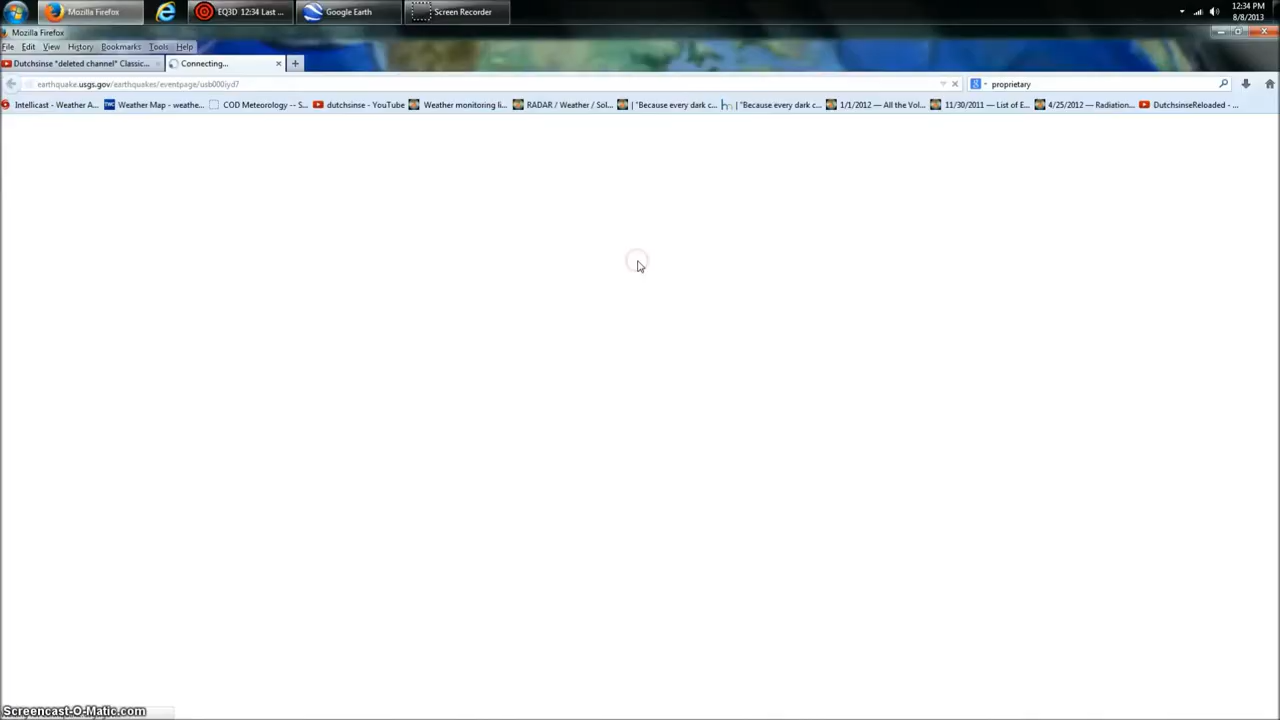 Mozilla Firefox
EQ3D 12:34 Last ...
Google Earth
Screen Recorder
12:34 PM
8/8/2013
Mozilla Firefox
File Edit View History Bookmarks Tools Help
Dutchsinse "deleted channel" Classic...
Connecting...
earthquake.usgs.gov/earthquakes/eventpage/usb000iyd7
proprietary
Intellcast - Weather A...
Weather Map - weathe...
COD Meteorology -- S...
dutchsinse - YouTube
Weather monitoring li...
RADAR / Weather / Sol...
| "Because every dark c...
| "Because every dark c...
1/1/2012 — All the Vol...
11/30/2011 — List of E...
4/25/2012 — Radiation...
DutchsinseReloaded - ...
Screencast-O-Matic.com